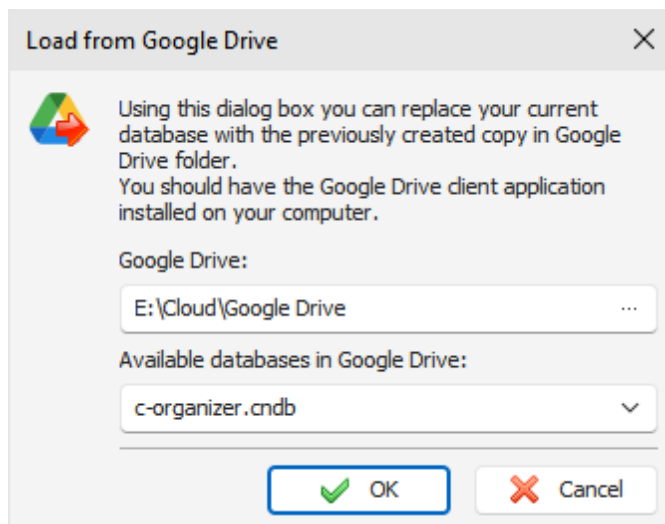 Load from Google Drive
Using this dialog box you can replace your current
database with the previously created copy in Google
Drive folder.
You should have the Google Drive client application
installed on your computer.
Google Drive:
E:\Cloud\Google Drive
...
Available databases in Google Drive:
c-organizer.cndb
OK
Cancel